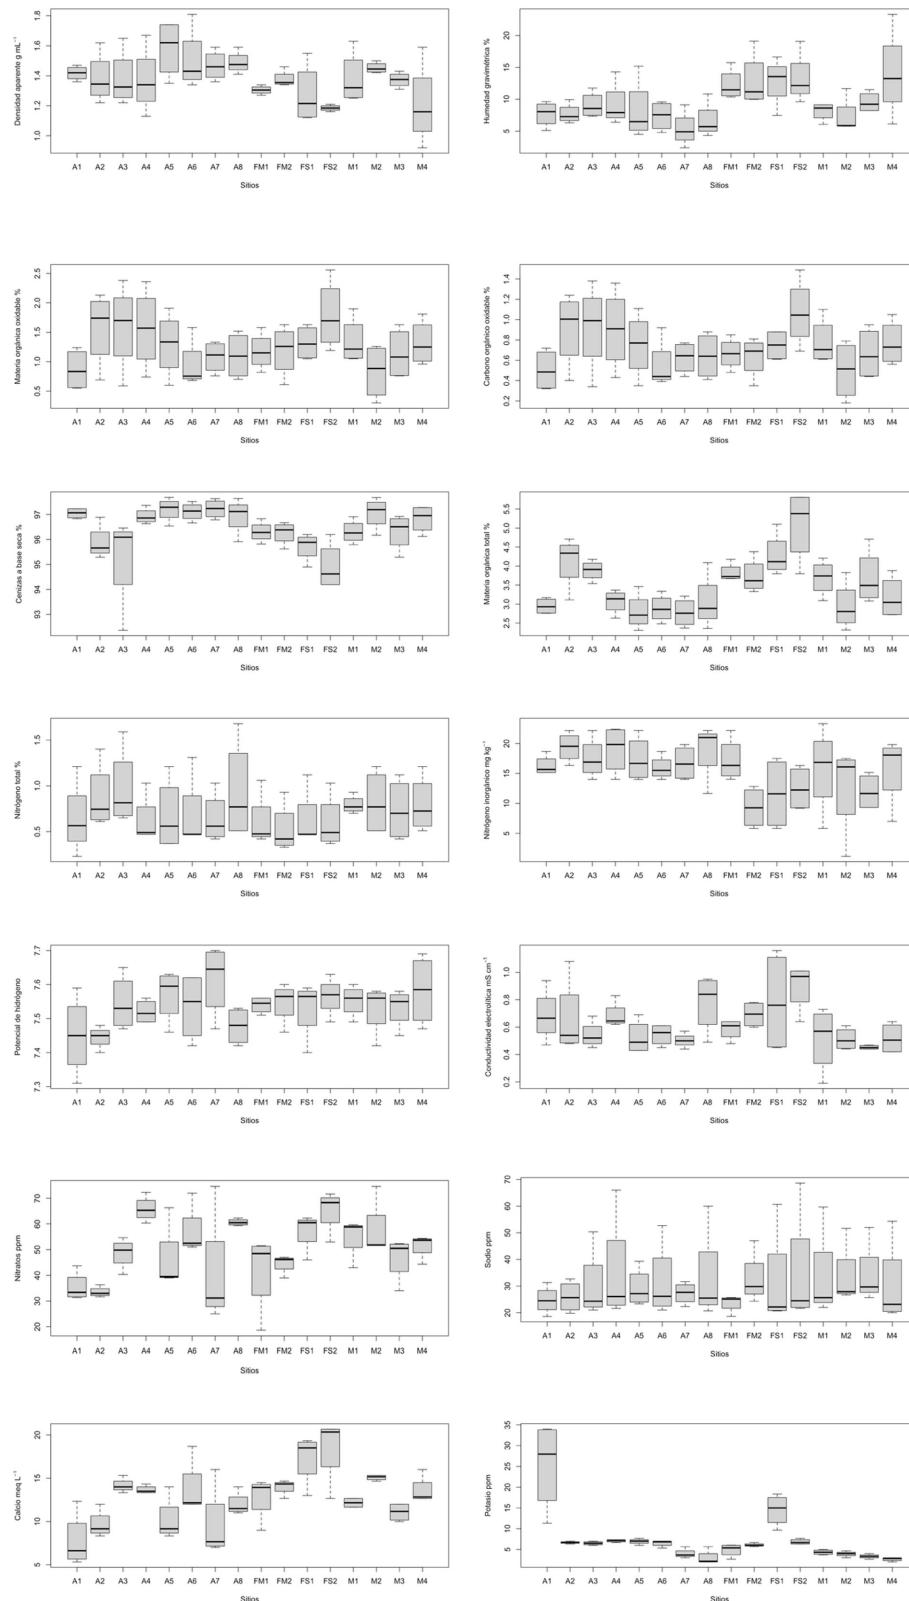 Densidad aparente g mL⁻¹
1.8
1.6
1.4
1.2
1.0
A1 A2 A3 A4 A5 A6 A7 A8 FM1 FM2 FS1 FS2 M1 M2 M3 M4
Sitios
Humedad gravimétrica %
20
15
10
5
A1 A2 A3 A4 A5 A6 A7 A8 FM1 FM2 FS1 FS2 M1 M2 M3 M4
Sitios
Materia orgánica oxidable %
2.5
2.0
1.5
1.0
0.5
A1 A2 A3 A4 A5 A6 A7 A8 FM1 FM2 FS1 FS2 M1 M2 M3 M4
Sitios
Carbono orgánico oxidable %
1.4
1.2
1.0
0.8
0.6
0.4
0.2
A1 A2 A3 A4 A5 A6 A7 A8 FM1 FM2 FS1 FS2 M1 M2 M3 M4
Sitios
Cenizas a base seca %
97
96
95
94
93
A1 A2 A3 A4 A5 A6 A7 A8 FM1 FM2 FS1 FS2 M1 M2 M3 M4
Sitios
Materia orgánica total %
5.5
5.0
4.5
4.0
3.5
3.0
2.5
A1 A2 A3 A4 A5 A6 A7 A8 FM1 FM2 FS1 FS2 M1 M2 M3 M4
Sitios
Nitrógeno total %
1.5
1.0
0.5
A1 A2 A3 A4 A5 A6 A7 A8 FM1 FM2 FS1 FS2 M1 M2 M3 M4
Sitios
Nitrógeno inorgánico mg kg⁻¹
20
15
10
5
A1 A2 A3 A4 A5 A6 A7 A8 FM1 FM2 FS1 FS2 M1 M2 M3 M4
Sitios
Potencial de hidrógeno
7.7
7.6
7.5
7.4
7.3
A1 A2 A3 A4 A5 A6 A7 A8 FM1 FM2 FS1 FS2 M1 M2 M3 M4
Sitios
Conductividad electrolítica mS cm⁻¹
1.0
0.8
0.6
0.4
0.2
A1 A2 A3 A4 A5 A6 A7 A8 FM1 FM2 FS1 FS2 M1 M2 M3 M4
Sitios
Nitratos ppm
70
60
50
40
30
20
A1 A2 A3 A4 A5 A6 A7 A8 FM1 FM2 FS1 FS2 M1 M2 M3 M4
Sitios
Sodio ppm
70
60
50
40
30
20
A1 A2 A3 A4 A5 A6 A7 A8 FM1 FM2 FS1 FS2 M1 M2 M3 M4
Sitios
Calcio meq L⁻¹
20
15
10
5
A1 A2 A3 A4 A5 A6 A7 A8 FM1 FM2 FS1 FS2 M1 M2 M3 M4
Sitios
Potasio ppm
35
30
25
20
15
10
5
A1 A2 A3 A4 A5 A6 A7 A8 FM1 FM2 FS1 FS2 M1 M2 M3 M4
Sitios